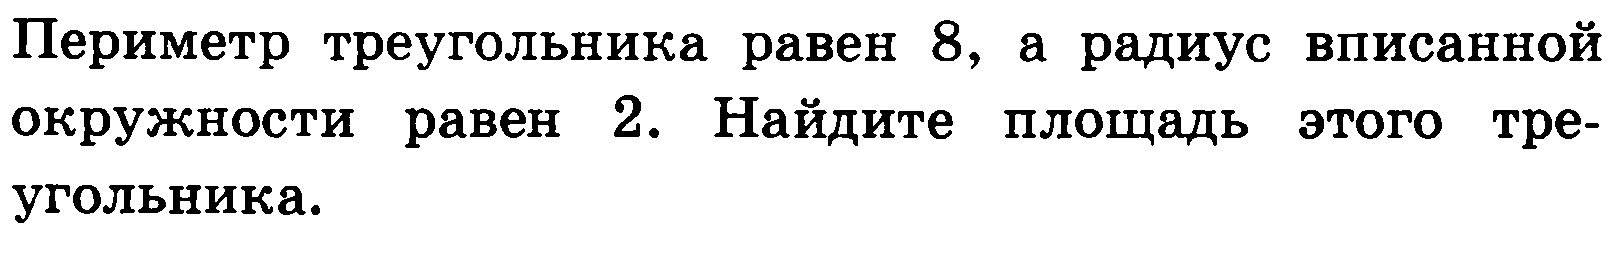 Периметр треугольника равен 8, а радиус вписанной
окружности равен 2. Найдите площадь этого тре-
угольника.